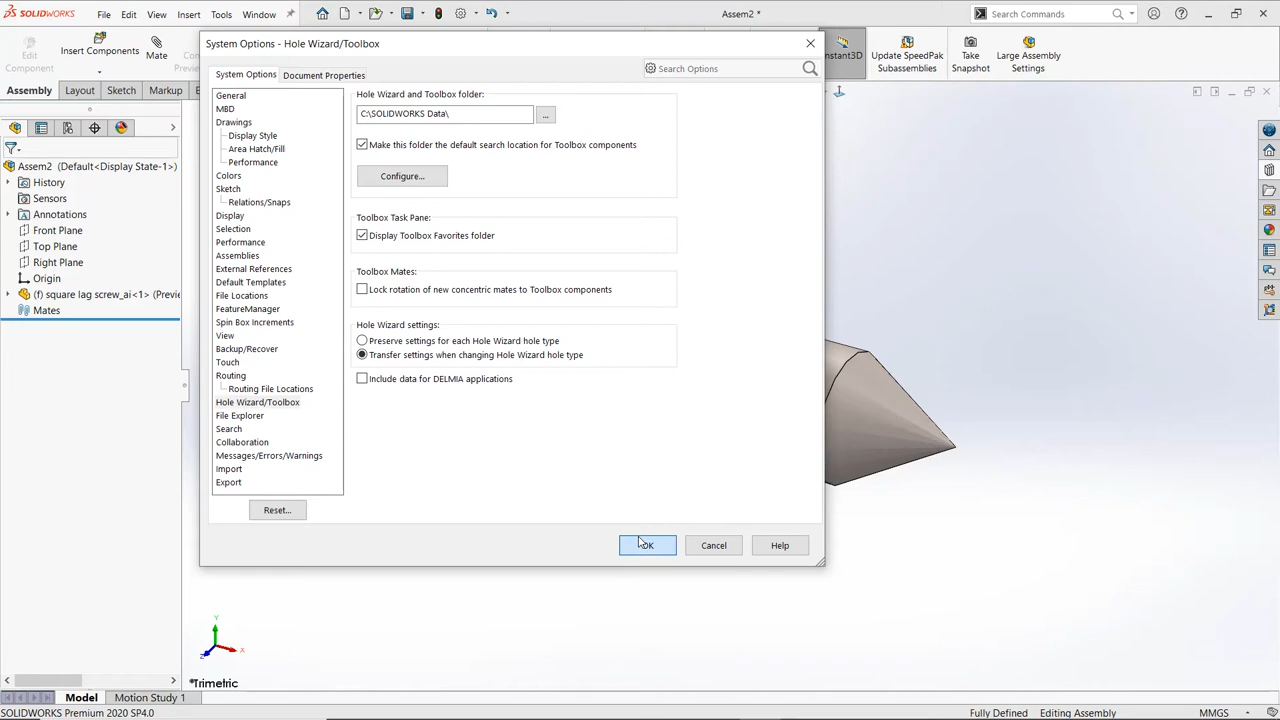 SOLIDWORKS
File
Edit
View
Insert
Tools
Window
Assem2 *
Search Commands
Edit Component
Insert Components
Mate
Instant3D
Update SpeedPak Subassemblies
Take Snapshot
Large Assembly Settings
Assembly
Layout
Sketch
Markup
Assem2 (Default<Display State-1>)
History
Sensors
Annotations
Front Plane
Top Plane
Right Plane
Origin
(f) square lag screw_ai<1> (Previe
Mates
System Options - Hole Wizard/Toolbox
System Options
Document Properties
Search Options
General
MBD
Drawings
Display Style
Area Hatch/Fill
Performance
Colors
Sketch
Relations/Snaps
Display
Selection
Performance
Assemblies
External References
Default Templates
File Locations
FeatureManager
Spin Box Increments
View
Backup/Recover
Touch
Routing
Routing File Locations
Hole Wizard/Toolbox
File Explorer
Search
Collaboration
Messages/Errors/Warnings
Import
Export
Reset...
Hole Wizard and Toolbox folder:
C:\SOLIDWORKS Data\
...
Make this folder the default search location for Toolbox components
Configure...
Toolbox Task Pane:
Display Toolbox Favorites folder
Toolbox Mates:
Lock rotation of new concentric mates to Toolbox components
Hole Wizard settings:
Preserve settings for each Hole Wizard hole type
Transfer settings when changing Hole Wizard hole type
Include data for DELMIA applications
OK
Cancel
Help
Y
X
Z
*Trimetric
Model
Motion Study 1
SOLIDWORKS Premium 2020 SP4.0
Fully Defined
Editing Assembly
MMGS